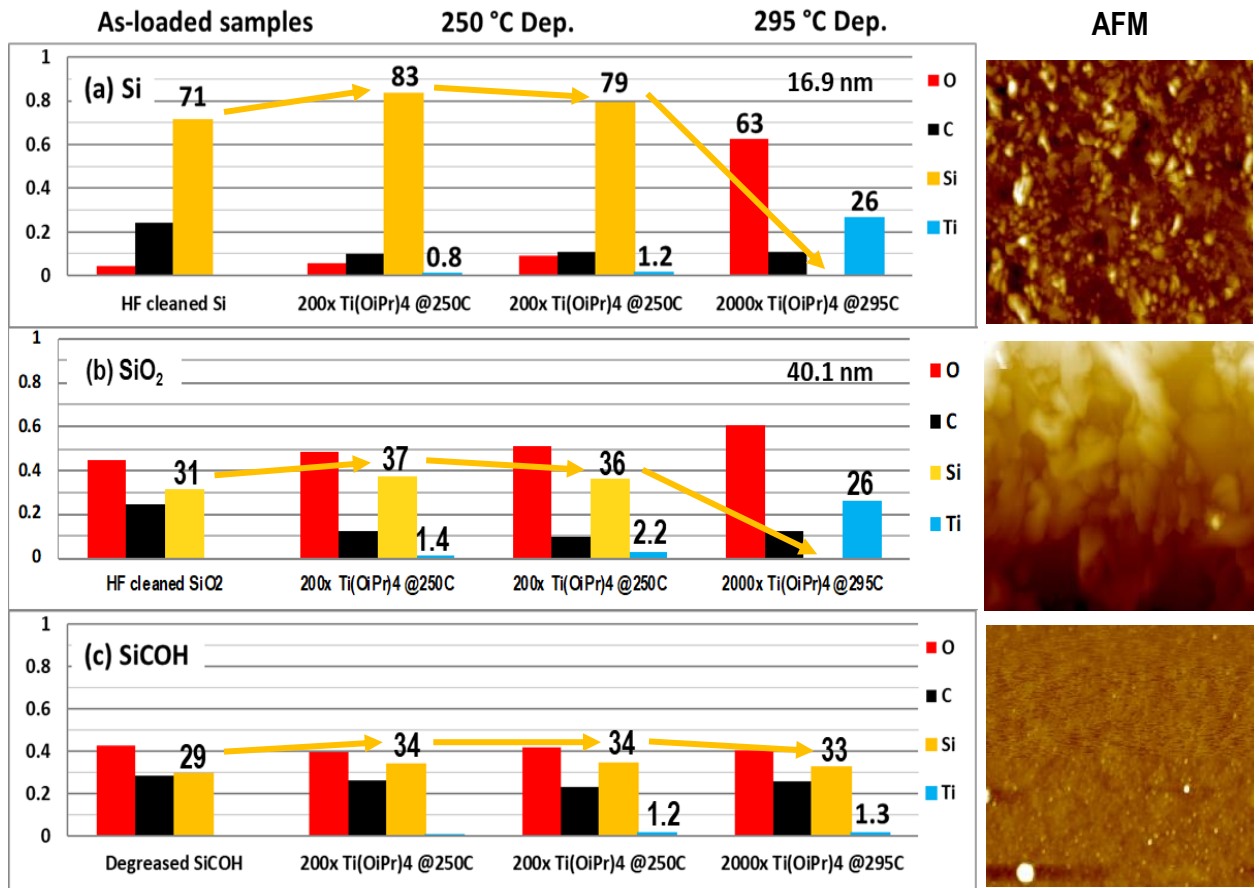 As-loaded samples 250 °C Dep. 295 °C Dep. AFM
(a) Si 16.9 nm
1
0.8
0.6
0.4
0.2
0
71
83
79
63
26
0.8
1.2
O
C
Si
Ti
HF cleaned Si 200x Ti(OiPr)4 @250C 200x Ti(OiPr)4 @250C 2000x Ti(OiPr)4 @295C
(b) SiO₂ 40.1 nm
1
0.8
0.6
0.4
0.2
0
31
37
36
26
1.4
2.2
O
C
Si
Ti
HF cleaned SiO2 200x Ti(OiPr)4 @250C 200x Ti(OiPr)4 @250C 2000x Ti(OiPr)4 @295C
(c) SiCOH
1
0.8
0.6
0.4
0.2
0
29
34
34
33
1.2
1.3
O
C
Si
Ti
Degreased SiCOH 200x Ti(OiPr)4 @250C 200x Ti(OiPr)4 @250C 2000x Ti(OiPr)4 @295C